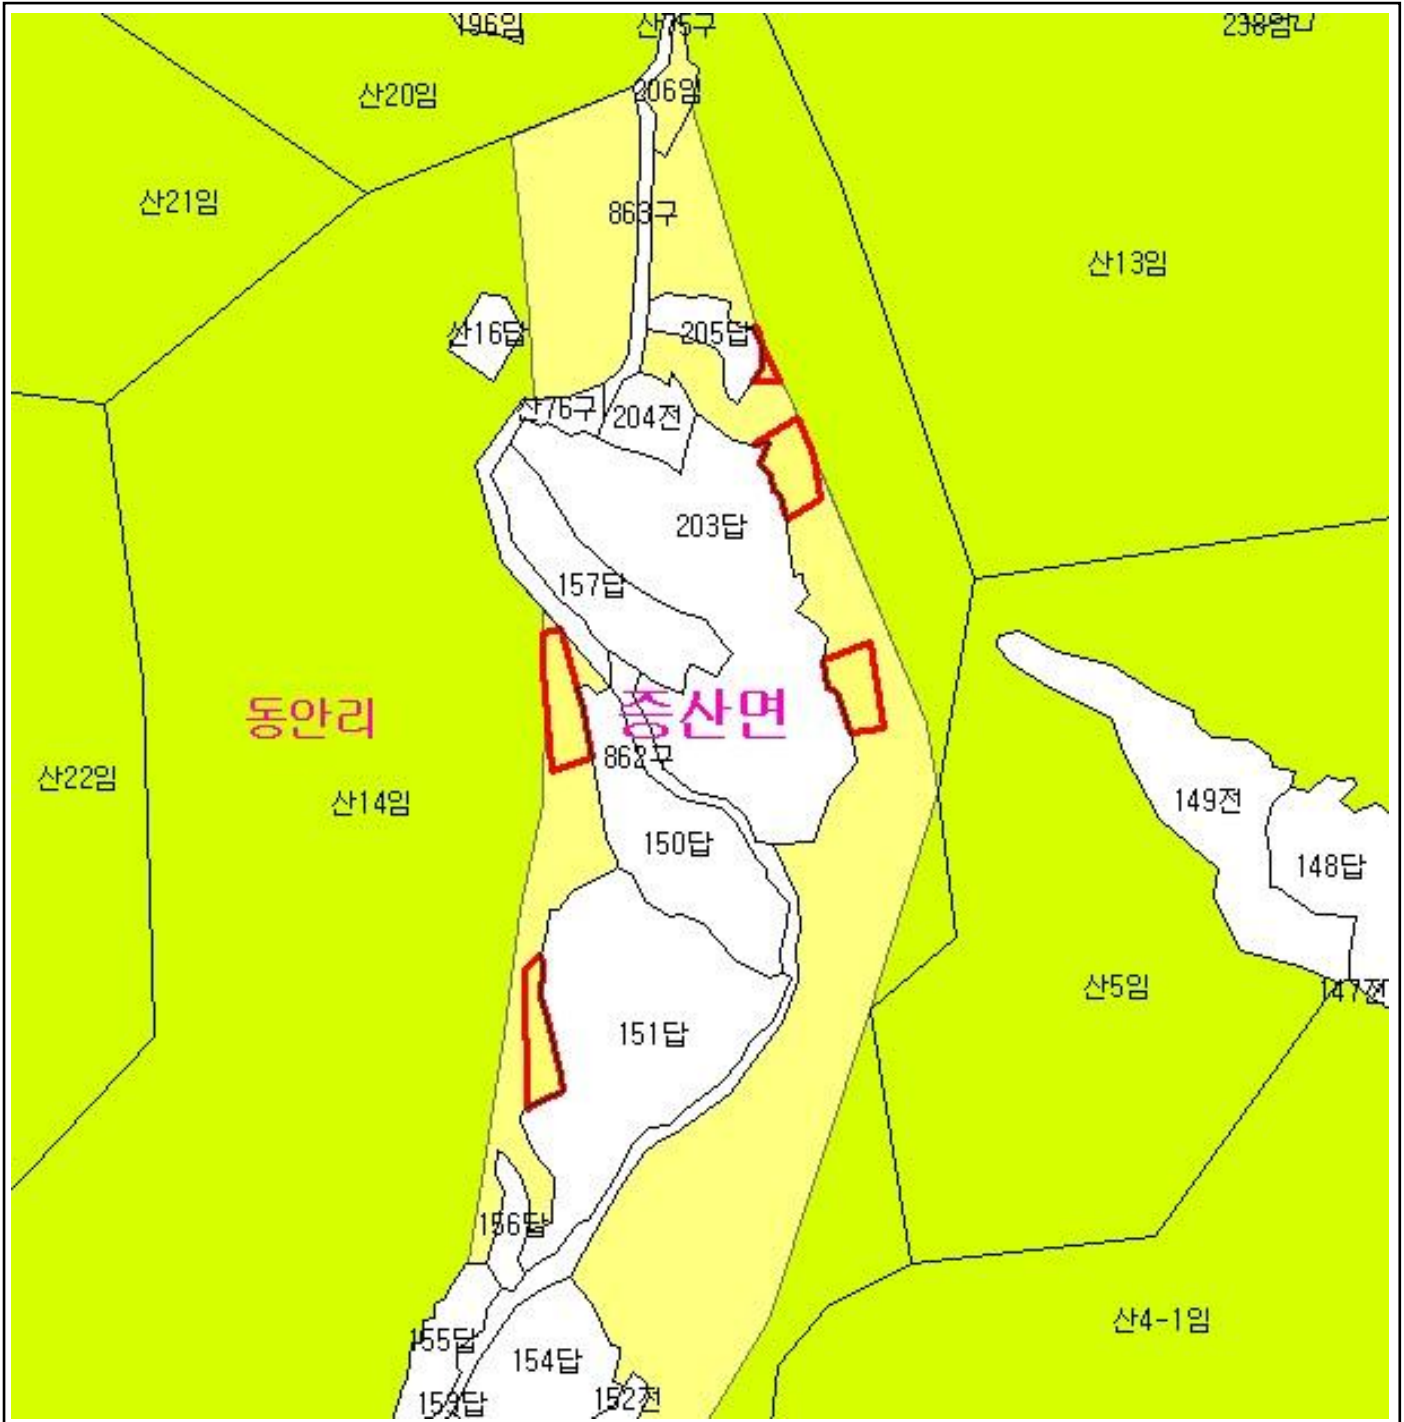 196임
산75구
238임
산20임
206임
산21임
863구
산13임
산16답
205답
산76구
204전
203답
157답
동안리
증산면
862구
산22임
산14임
149전
150답
148답
산5임
147전
151답
156답
산4-1임
155답
154답
159답
152전